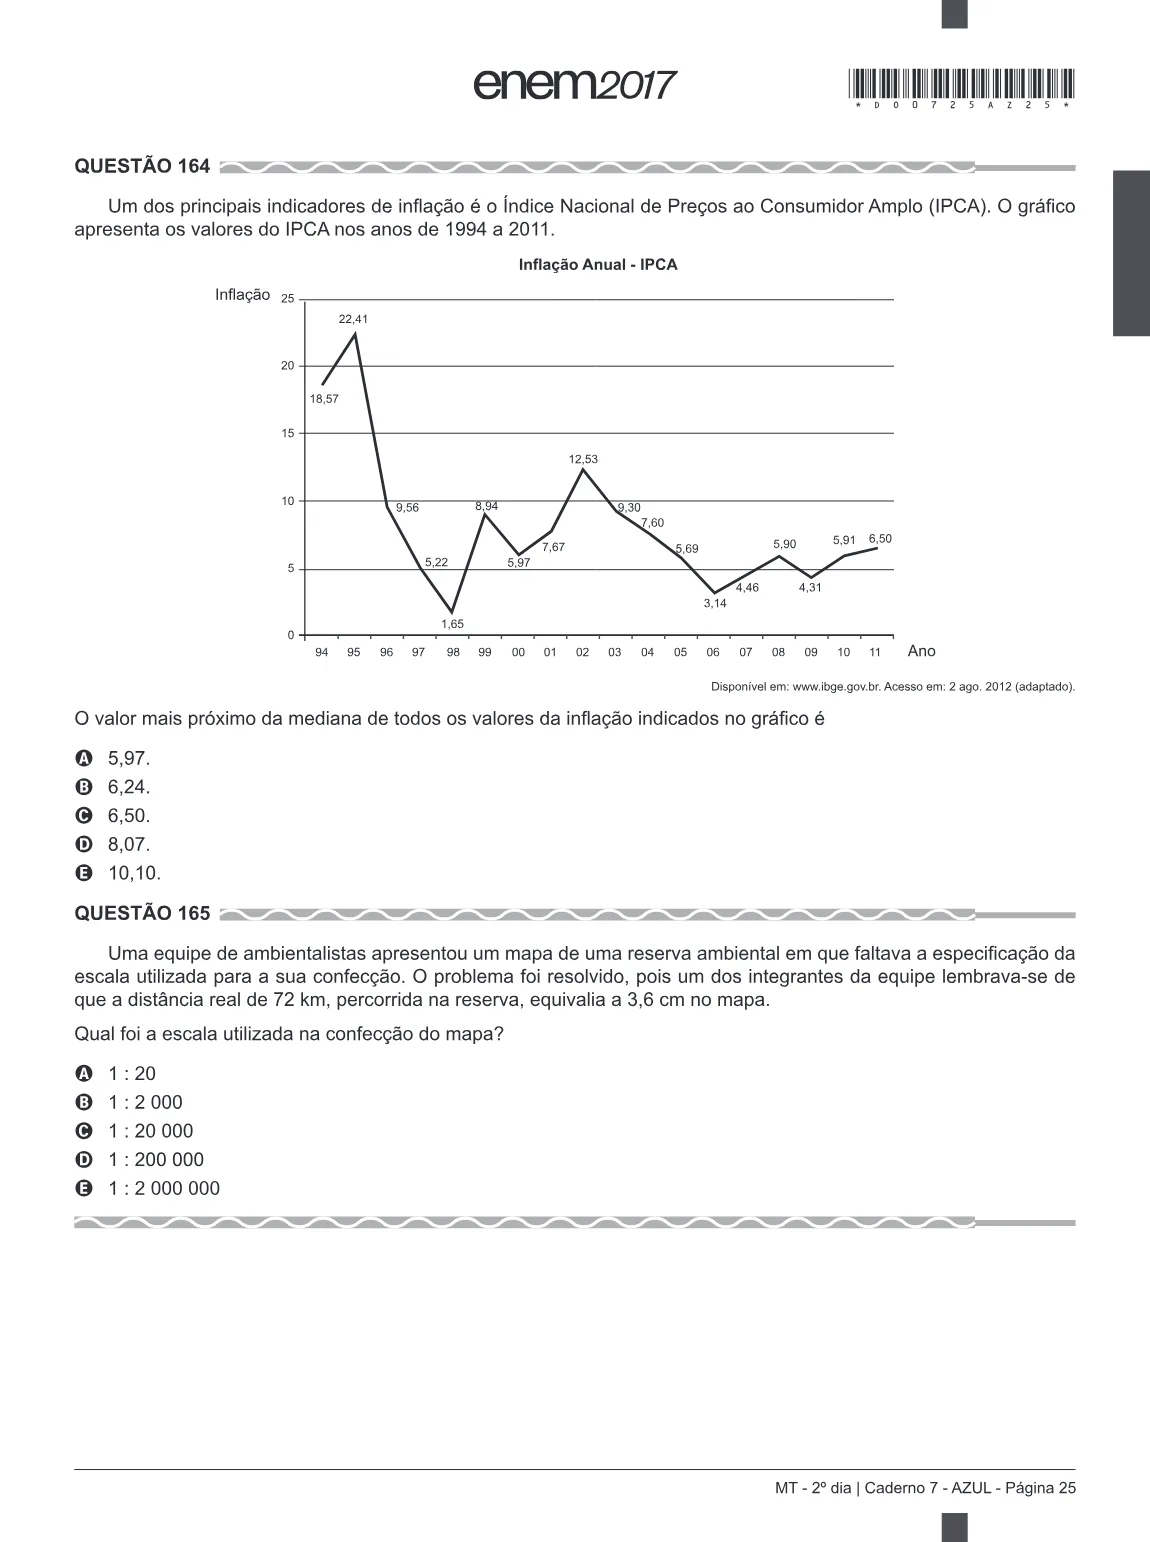 enem2017
*D00725AZ25*
QUESTÃO 164
Um dos principais indicadores de inflação é o Índice Nacional de Preços ao Consumidor Amplo (IPCA). O gráfico
apresenta os valores do IPCA nos anos de 1994 a 2011.
Inflação Anual - IPCA
Inflação
25
20
15
10
5
0
18,57
22,41
9,56
5,22
1,65
8,94
5,97
7,67
12,53
9,30
7,60
5,69
3,14
4,46
5,90
4,31
5,91
6,50
94 95 96 97 98 99 00 01 02 03 04 05 06 07 08 09 10 11 Ano
Disponível em: www.ibge.gov.br. Acesso em: 2 ago. 2012 (adaptado).
O valor mais próximo da mediana de todos os valores da inflação indicados no gráfico é
A 5,97.
B 6,24.
C 6,50.
D 8,07.
E 10,10.
QUESTÃO 165
Uma equipe de ambientalistas apresentou um mapa de uma reserva ambiental em que faltava a especificação da
escala utilizada para a sua confecção. O problema foi resolvido, pois um dos integrantes da equipe lembrava-se de
que a distância real de 72 km, percorrida na reserva, equivalia a 3,6 cm no mapa.
Qual foi a escala utilizada na confecção do mapa?
A 1 : 20
B 1 : 2 000
C 1 : 20 000
D 1 : 200 000
E 1 : 2 000 000
MT - 2º dia | Caderno 7 - AZUL - Página 25